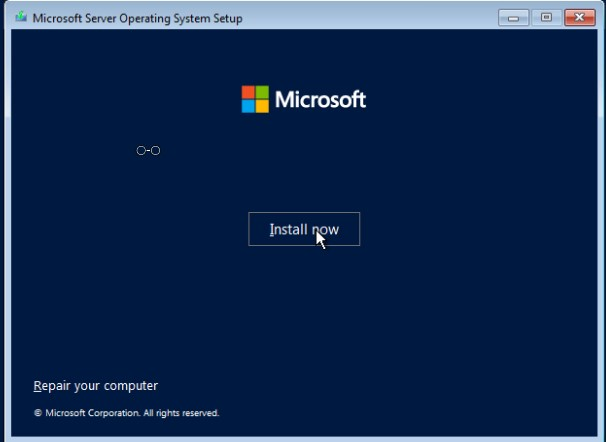 Microsoft Server Operating System Setup
Microsoft
Install now
Repair your computer
© Microsoft Corporation. All rights reserved.